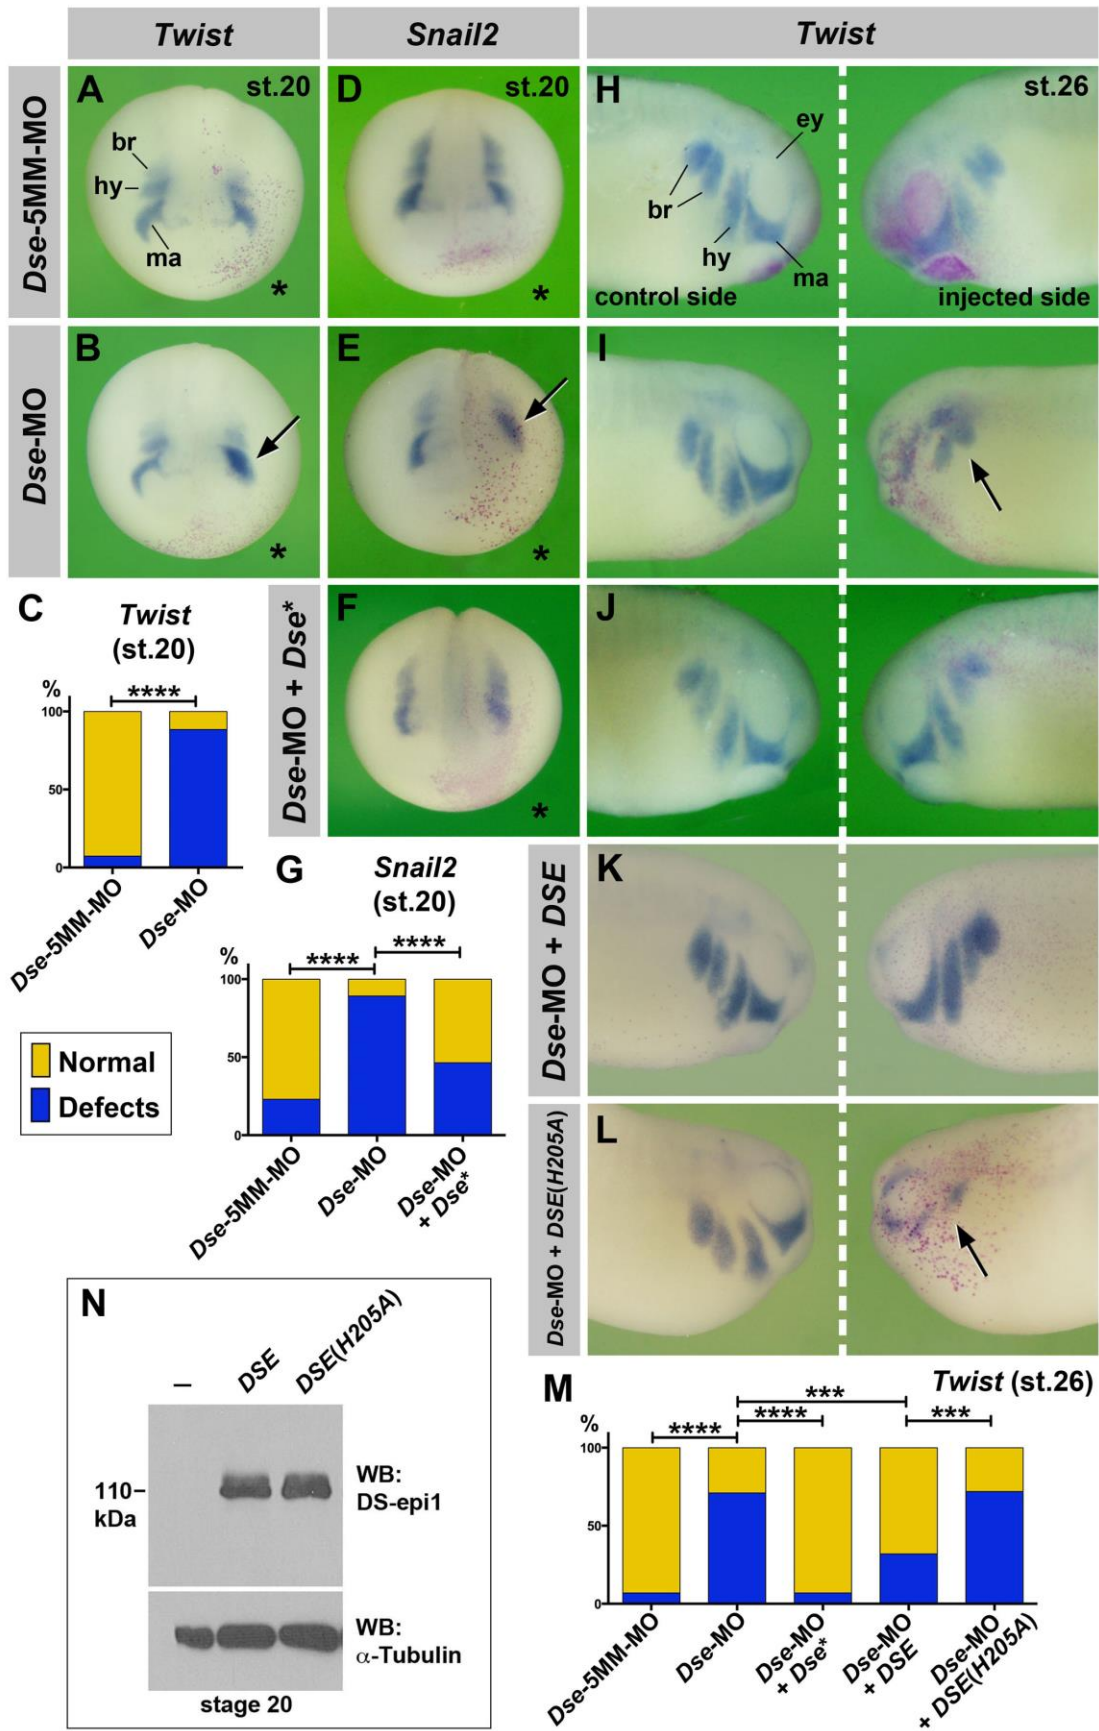 Twist
Snail2
Twist
Dse-5MM-MO
A
st.20
br
hy
ma
*
D
st.20
*
H
ey
br
hy
ma
control side
st.26
injected side
Dse-MO
B
*
E
*
I
C
Twist
(st.20)
%
****
100
50
0
Dse-5MM-MO
Dse-MO
Dse-MO + Dse*
F
*
J
G
Snail2
(st.20)
%
****
****
100
50
0
Dse-5MM-MO
Dse-MO
Dse-MO
+ Dse*
Normal
Defects
Dse-MO + DSE
K
Dse-MO + DSE(H205A)
L
N
–
DSE
DSE(H205A)
110
kDa
WB:
DS-epi1
WB:
α-Tubulin
stage 20
M
Twist (st.26)
%
****
****
***
***
100
50
0
Dse-5MM-MO
Dse-MO
Dse-MO
+ Dse*
Dse-MO
+ DSE
Dse-MO
+ DSE(H205A)